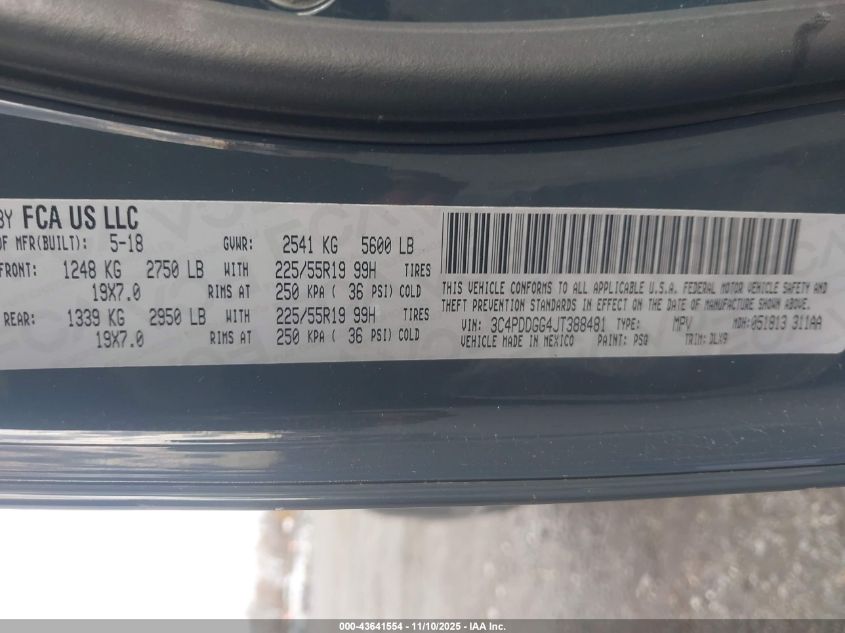 BY FCA US LLC
OF MFR(BUILT): 5-18 GVWR: 2541 KG 5600 LB
FRONT: 1248 KG 2750 LB WITH 225/55R19 99H TIRES
19X7.0 RIMS AT 250 KPA ( 36 PSI) COLD
REAR: 1339 KG 2950 LB WITH 225/55R19 99H TIRES
19X7.0 RIMS AT 250 KPA ( 36 PSI) COLD
THIS VEHICLE CONFORMS TO ALL APPLICABLE U.S.A. FEDERAL MOTOR VEHICLE SAFETY AND
THEFT PREVENTION STANDARDS IN EFFECT ON THE DATE OF MANUFACTURE SHOWN ABOVE.
VIN: 3C4PDDGG4JT388481 TYPE: MPV MDH: 051813 311AA
VEHICLE MADE IN MEXICO PAINT: PSQ TRIM: DLX9
000-43641554 - 11/10/2025 - IAA Inc.